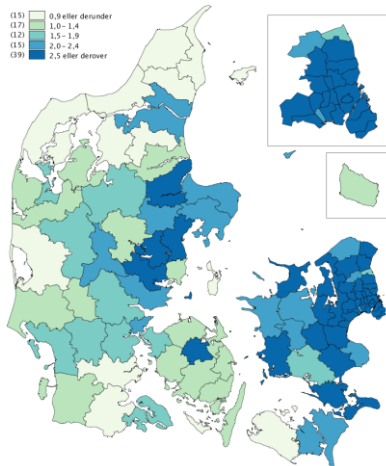 (15) 0,9 eller derunder
(17) 1,0 – 1,4
(12) 1,5 – 1,9
(15) 2,0 – 2,4
(39) 2,5 eller derover